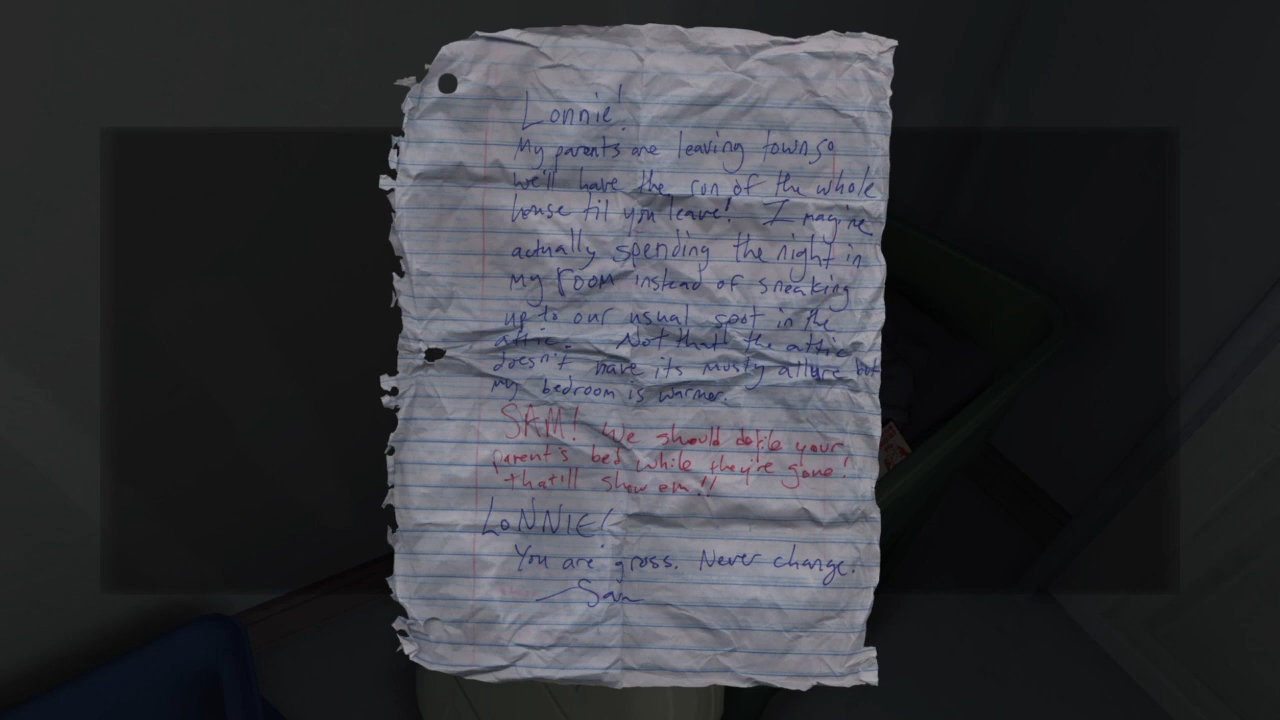 Lonnie!
My parents are leaving town so
we'll have the run of the whole
house til you leave! Imagine
actually spending the night in
my room instead of sneaking
up to our usual spot in the
attic. Not that the attic
doesn't have its musty allure but
my bedroom is warmer.
SAM! We should defile your
parent's bed while they're gone!
that'll show em!!
LONNIE!
You are gross. Never change.
—Sam